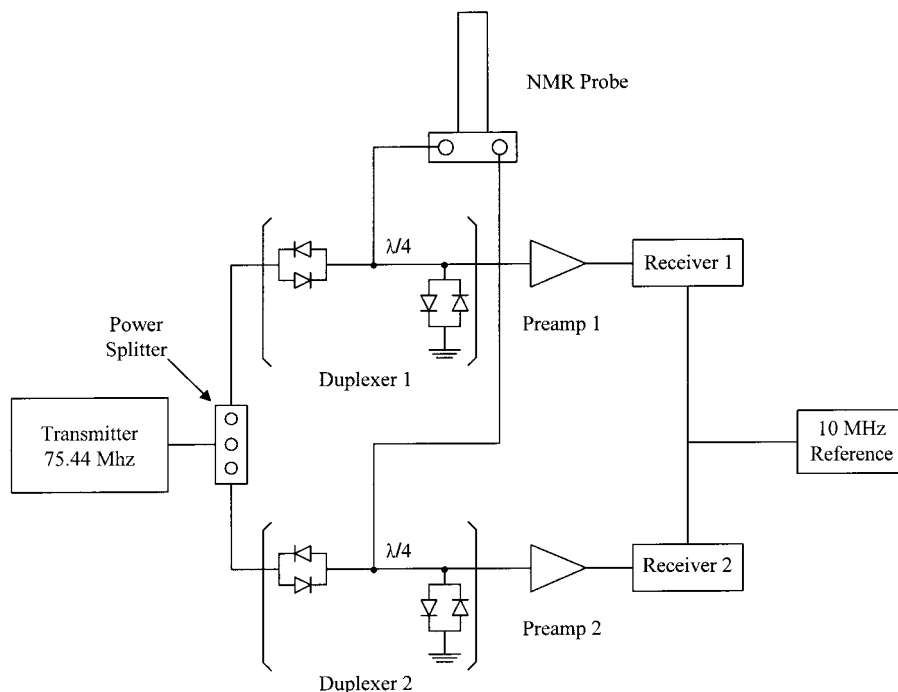 NMR Probe
λ/4
Receiver 1
Preamp 1
Power
Splitter
Duplexer 1
Transmitter
75.44 Mhz
10 MHz
Reference
λ/4
Receiver 2
Preamp 2
Duplexer 2